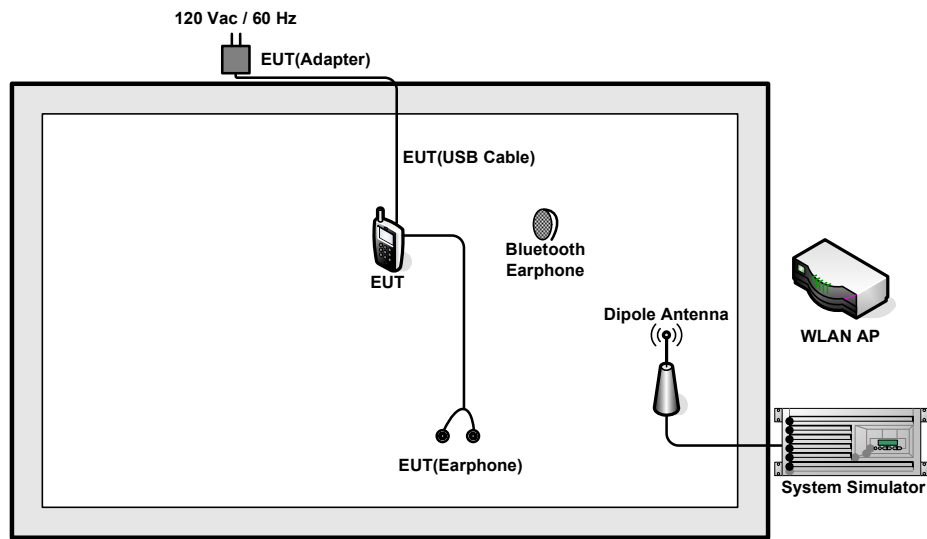 120 Vac / 60 Hz
EUT(Adapter)
EUT(USB Cable)
Bluetooth
Earphone
EUT
Dipole Antenna
WLAN AP
EUT(Earphone)
System Simulator